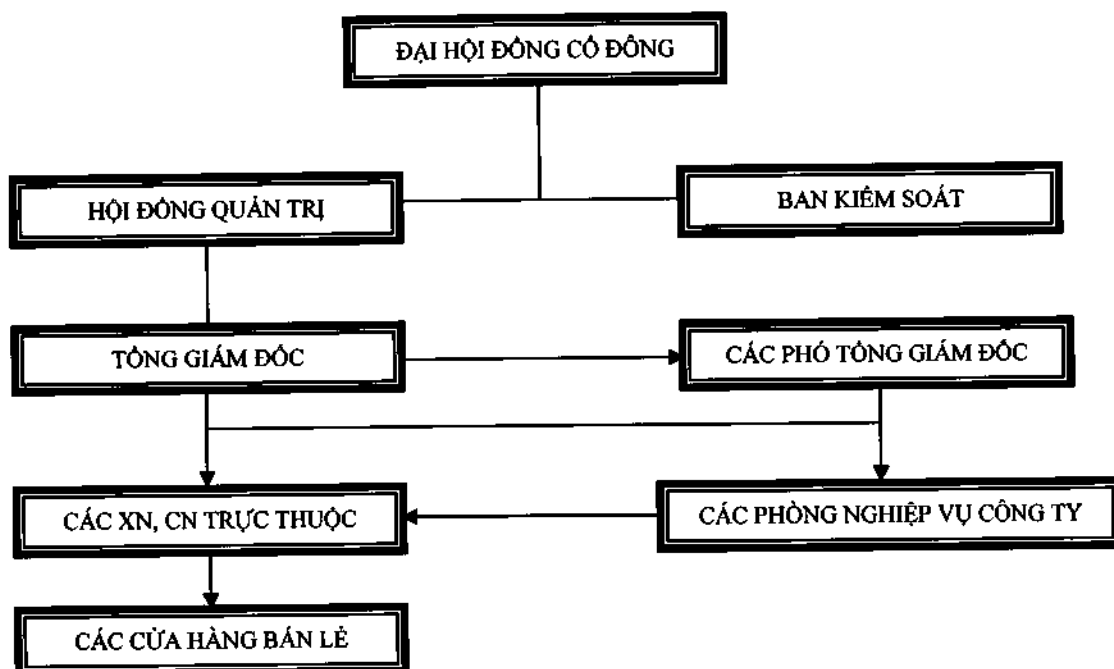 ĐẠI HỘI ĐỒNG CỔ ĐÔNG
HỘI ĐỒNG QUẢN TRỊ
BAN KIỂM SOÁT
TỔNG GIÁM ĐỐC
CÁC PHÓ TỔNG GIÁM ĐỐC
CÁC XN, CN TRỰC THUỘC
CÁC PHÒNG NGHIỆP VỤ CÔNG TY
CÁC CỬA HÀNG BÁN LẺ